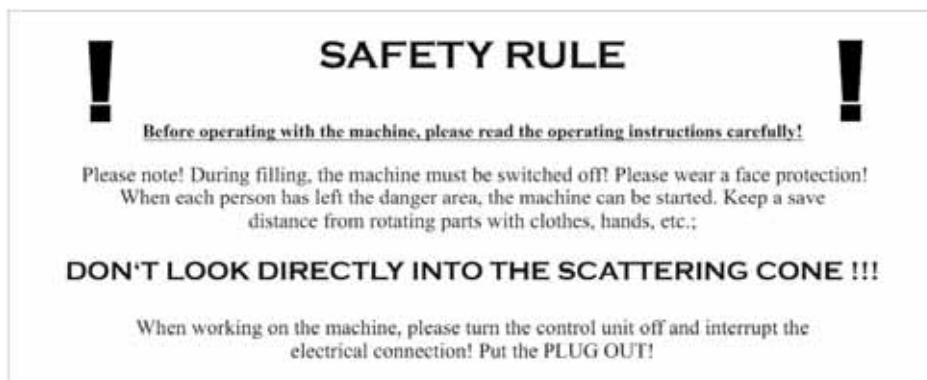 ! SAFETY RULE !
Before operating with the machine, please read the operating instructions carefully!
Please note! During filling, the machine must be switched off! Please wear a face protection!
When each person has left the danger area, the machine can be started. Keep a save
distance from rotating parts with clothes, hands, etc.;
DON'T LOOK DIRECTLY INTO THE SCATTERING CONE !!!
When working on the machine, please turn the control unit off and interrupt the
electrical connection! Put the PLUG OUT!